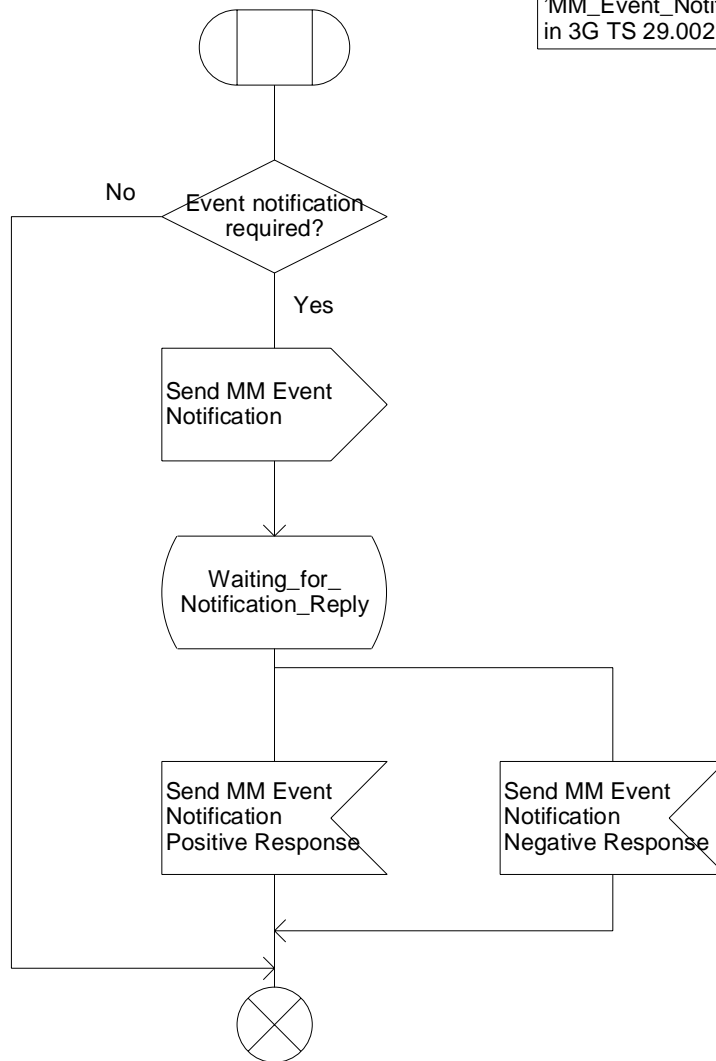 'MM_Event_Notif
in 3G TS 29.002
No
Event notification
required?
Yes
Send MM Event
Notification
Waiting_for_
Notification_Reply
Send MM Event
Notification
Positive Response
Send MM Event
Notification
Negative Response